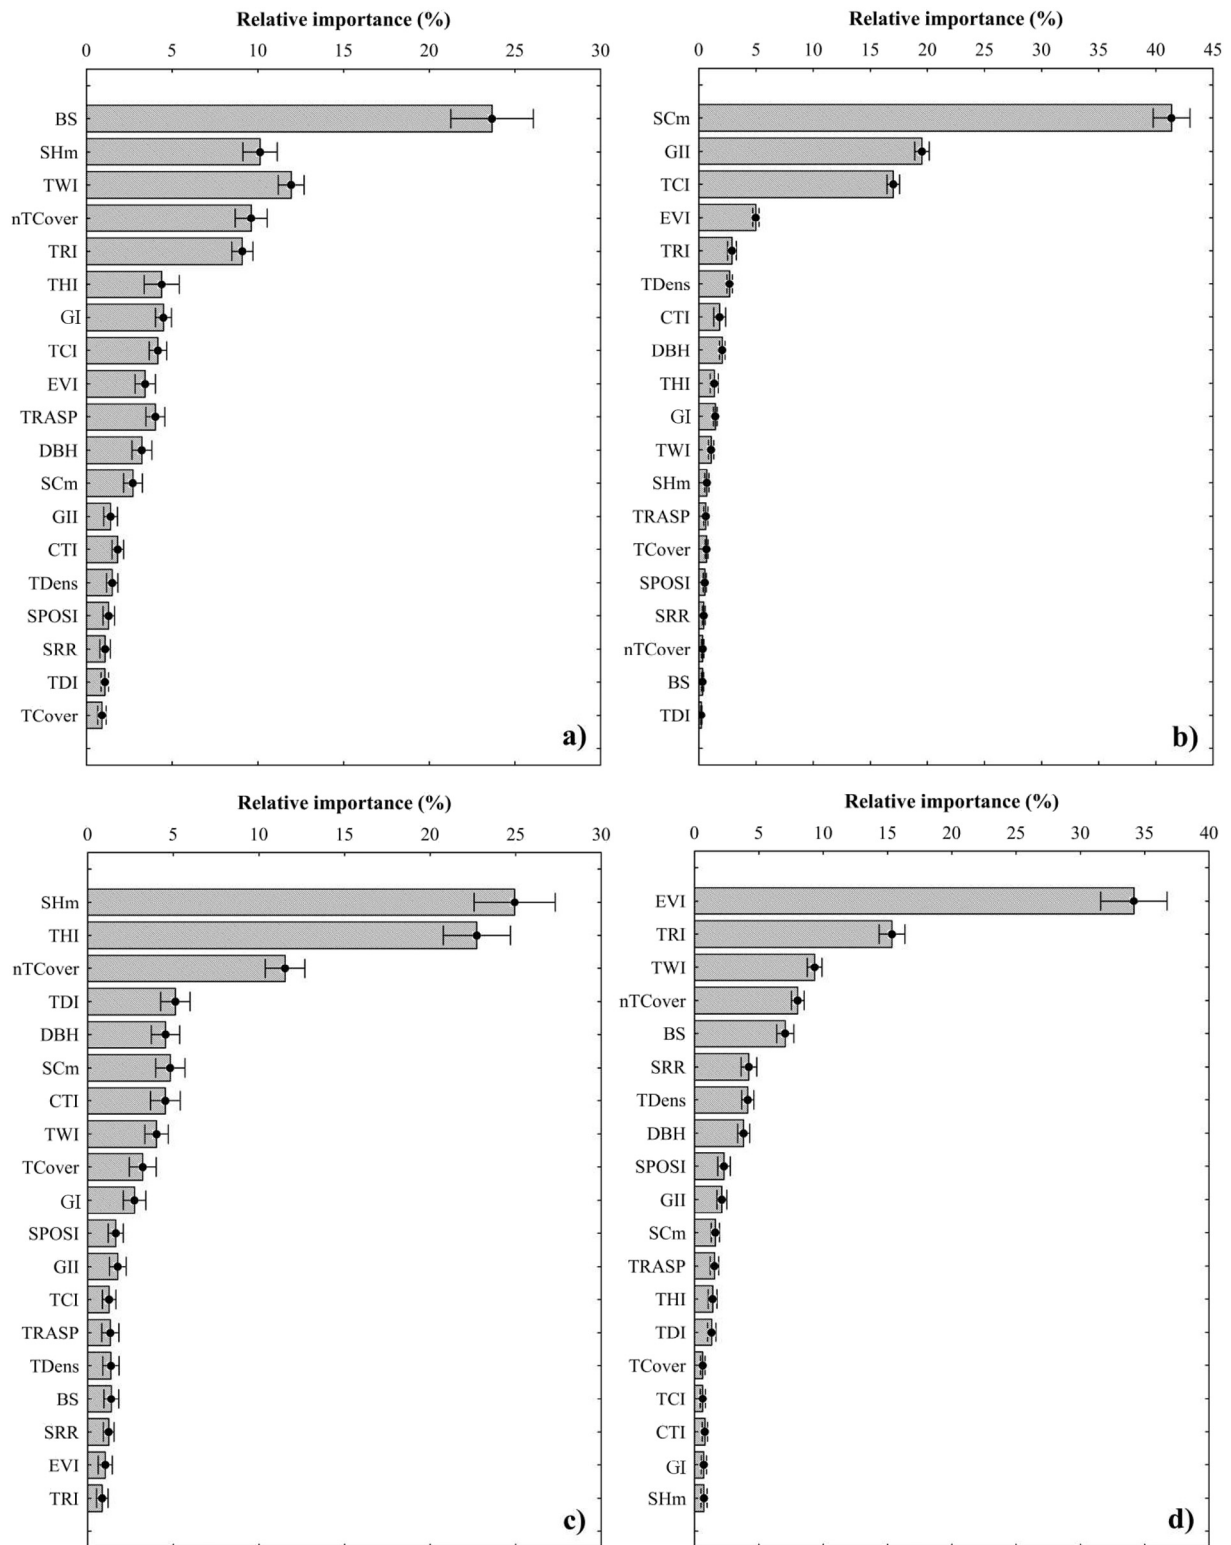 Relative importance (%)
0 5 10 15 20 25 30
BS
SHm
TWI
nTCover
TRI
THI
GI
TCI
EVI
TRASP
DBH
SCm
GII
CTI
TDens
SPOSI
SRR
TDI
TCover
a)
Relative importance (%)
0 5 10 15 20 25 30 35 40 45
SCm
GII
TCI
EVI
TRI
TDens
CTI
DBH
THI
GI
TWI
SHm
TRASP
TCover
SPOSI
SRR
nTCover
BS
TDI
b)
Relative importance (%)
0 5 10 15 20 25 30
SHm
THI
nTCover
TDI
DBH
SCm
CTI
TWI
TCover
GI
SPOSI
GII
TCI
TRASP
TDens
BS
SRR
EVI
TRI
c)
Relative importance (%)
0 5 10 15 20 25 30 35 40
EVI
TRI
TWI
nTCover
BS
SRR
TDens
DBH
SPOSI
GII
SCm
TRASP
THI
TDI
TCover
TCI
CTI
GI
SHm
d)